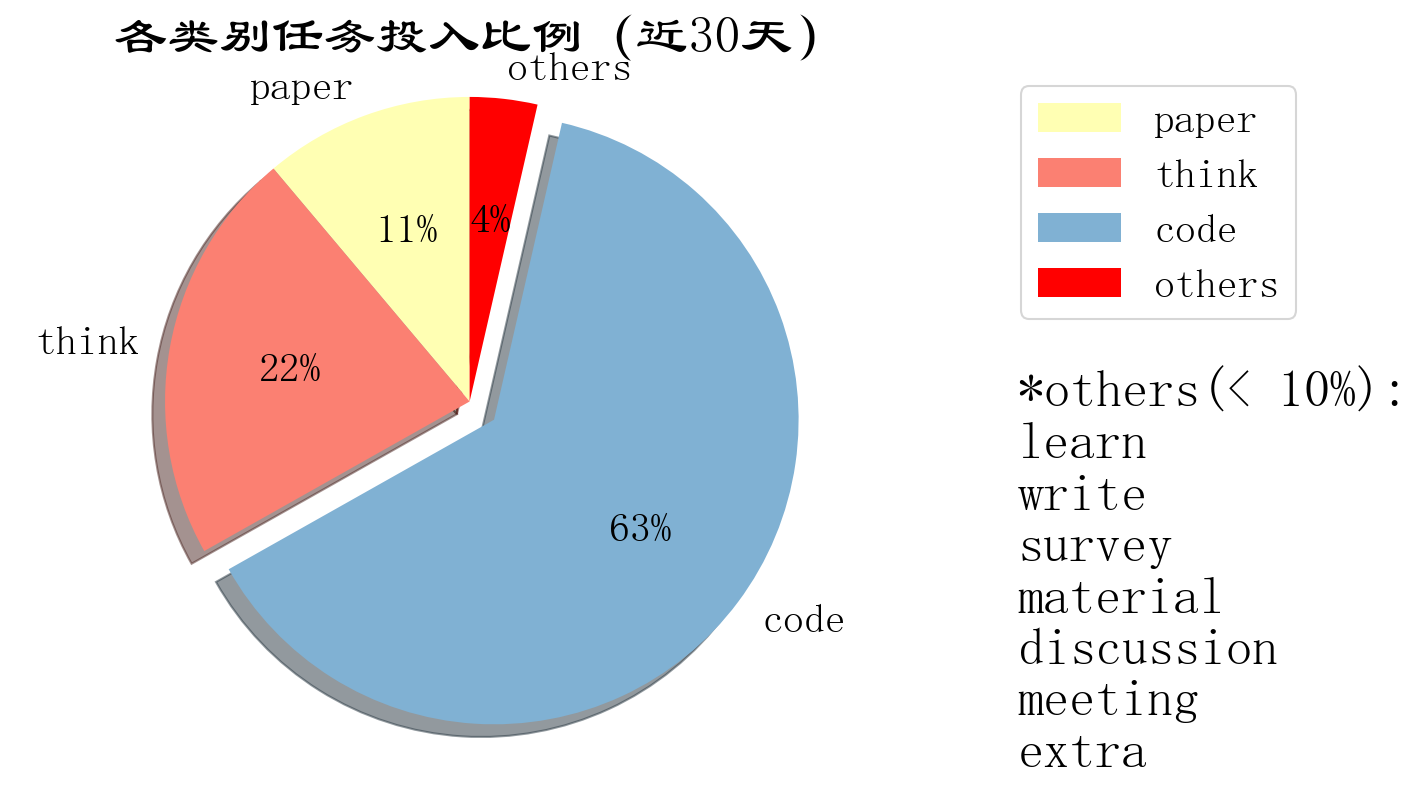 各类别任务投入比例 (近30天)
others
paper
11%
4%
think
22%
63%
code
paper
think
code
others
*others(< 10%):
learn
write
survey
material
discussion
meeting
extra